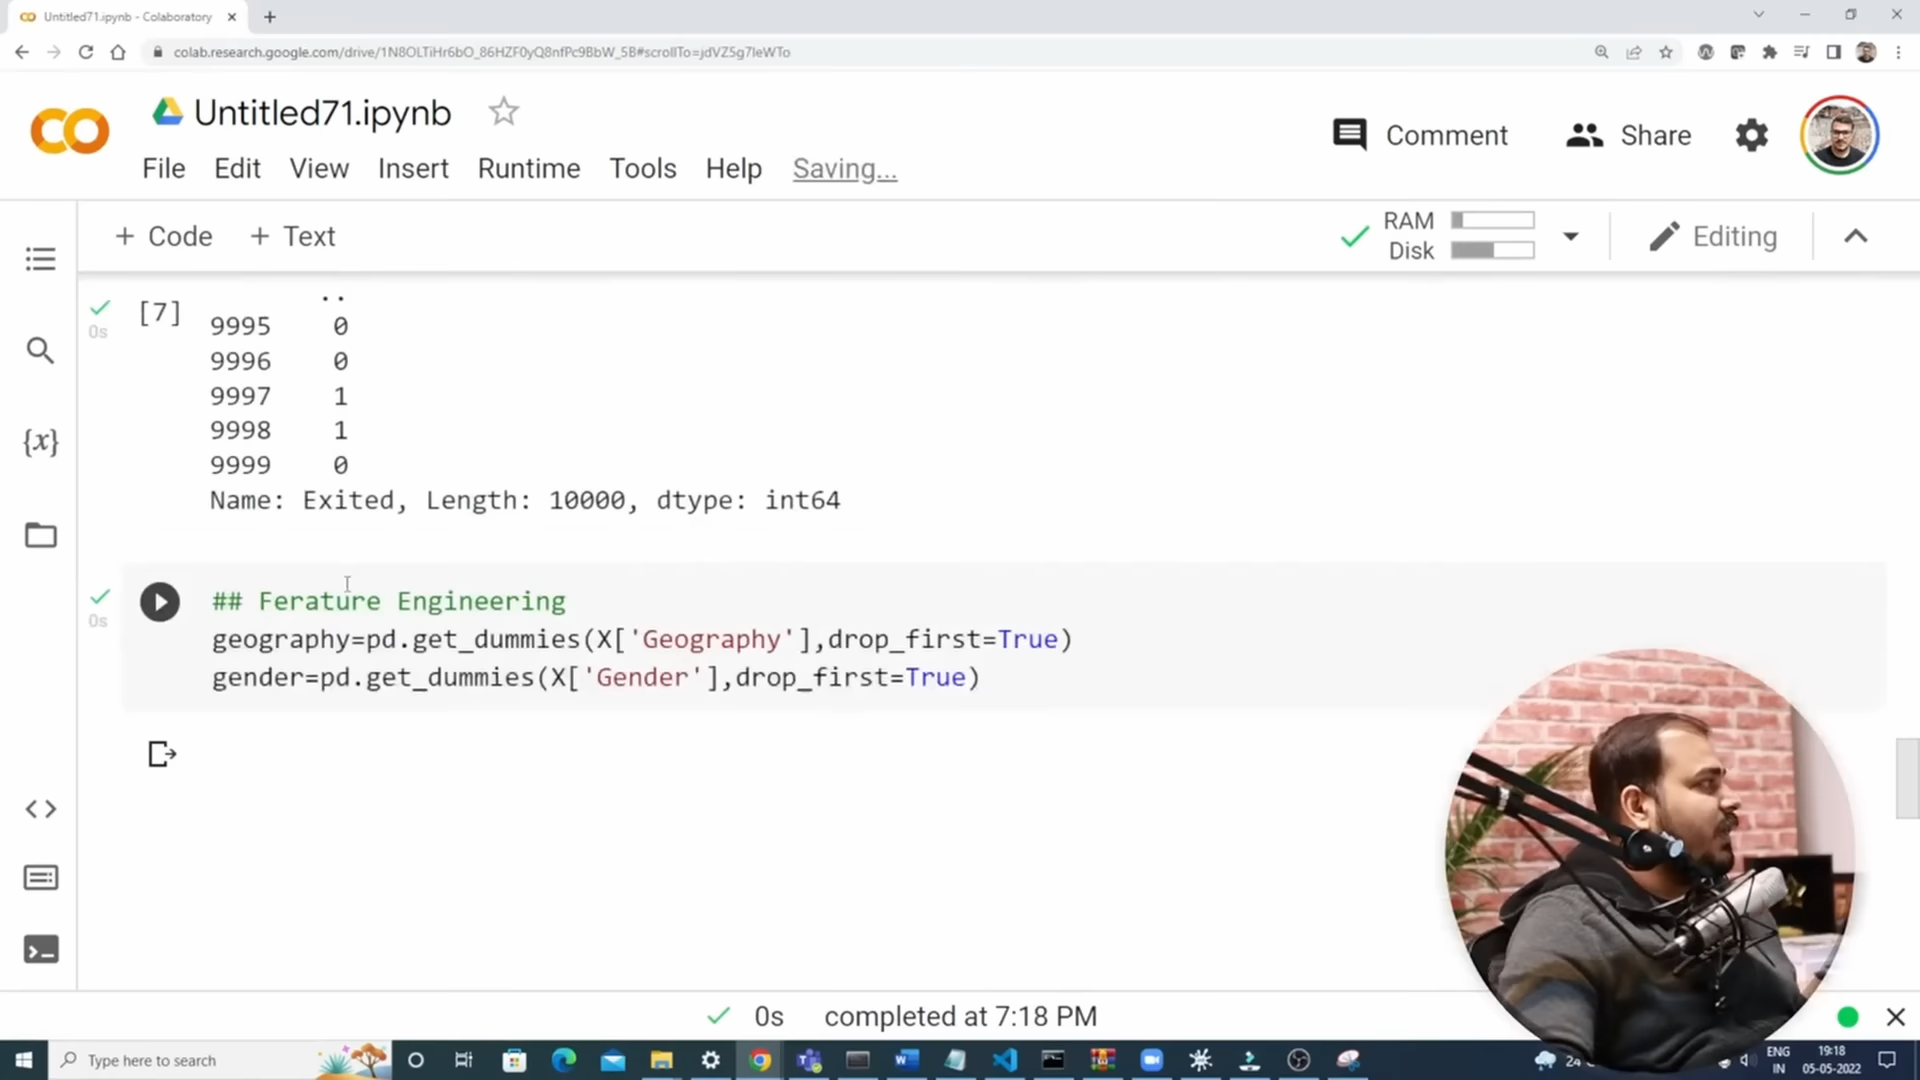 Untitled71.ipynb - Colaboratory
colab.research.google.com/drive/1N8OLTiHr6bO_86HZF0yQ8nfPc9BbW_5B#scrollTo=jdVZ5g7IeWTo
Untitled71.ipynb
Comment
Share
File Edit View Insert Runtime Tools Help Saving...
+ Code + Text
RAM
Disk
Editing
..
[7]
0s
9995 0
9996 0
9997 1
9998 1
9999 0
Name: Exited, Length: 10000, dtype: int64
{x}
0s
## Ferature Engineering
geography=pd.get_dummies(X['Geography'],drop_first=True)
gender=pd.get_dummies(X['Gender'],drop_first=True)
0s completed at 7:18 PM
Type here to search
ENG
IN
19:18
05-05-2022